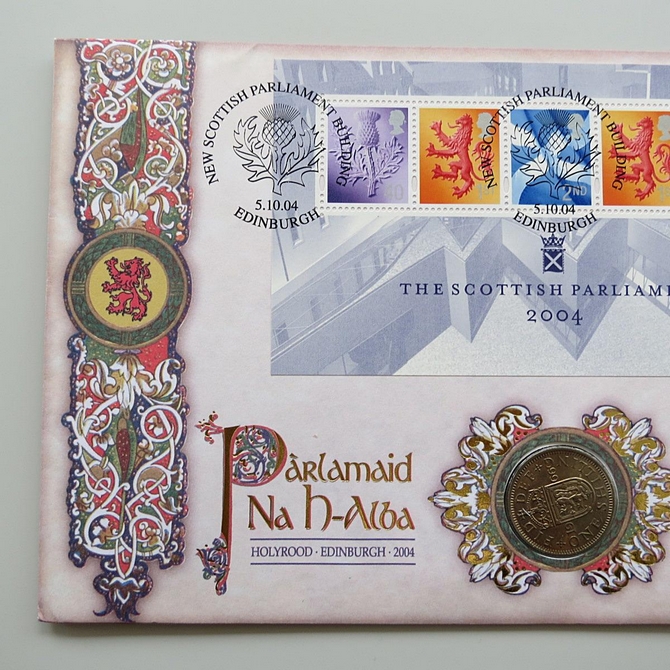 NEW SCOTTISH PARLIAMENT BUILDING
5.10.04
EDINBURGH
NEW SCOTTISH PARLIAMENT BUILDING
5.10.04
EDINBURGH
2ND
THE SCOTTISH PARLIAME
2004
Pàrlamaid
Na h-Alba
HOLYROOD · EDINBURGH · 2004